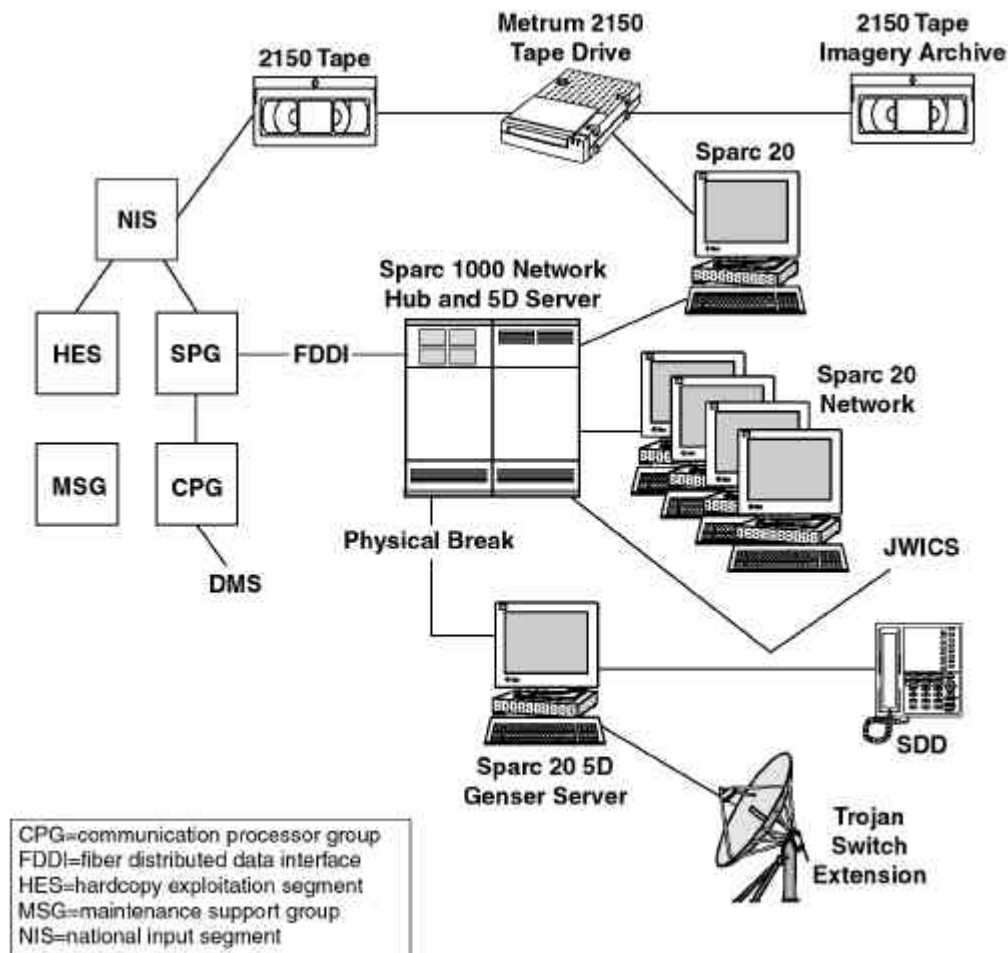 Metrum 2150
Tape Drive
2150 Tape
2150 Tape
Imagery Archive
Sparc 20
NIS
Sparc 1000 Network
Hub and 5D Server
HES
SPG
FDDI
Sparc 20
Network
MSG
CPG
Physical Break
JWICS
DMS
SDD
Sparc 20 5D
Genser Server
Trojan
Switch
Extension
CPG=communication processor group
FDDI=fiber distributed data interface
HES=hardcopy exploitation segment
MSG=maintenance support group
NIS=national input segment